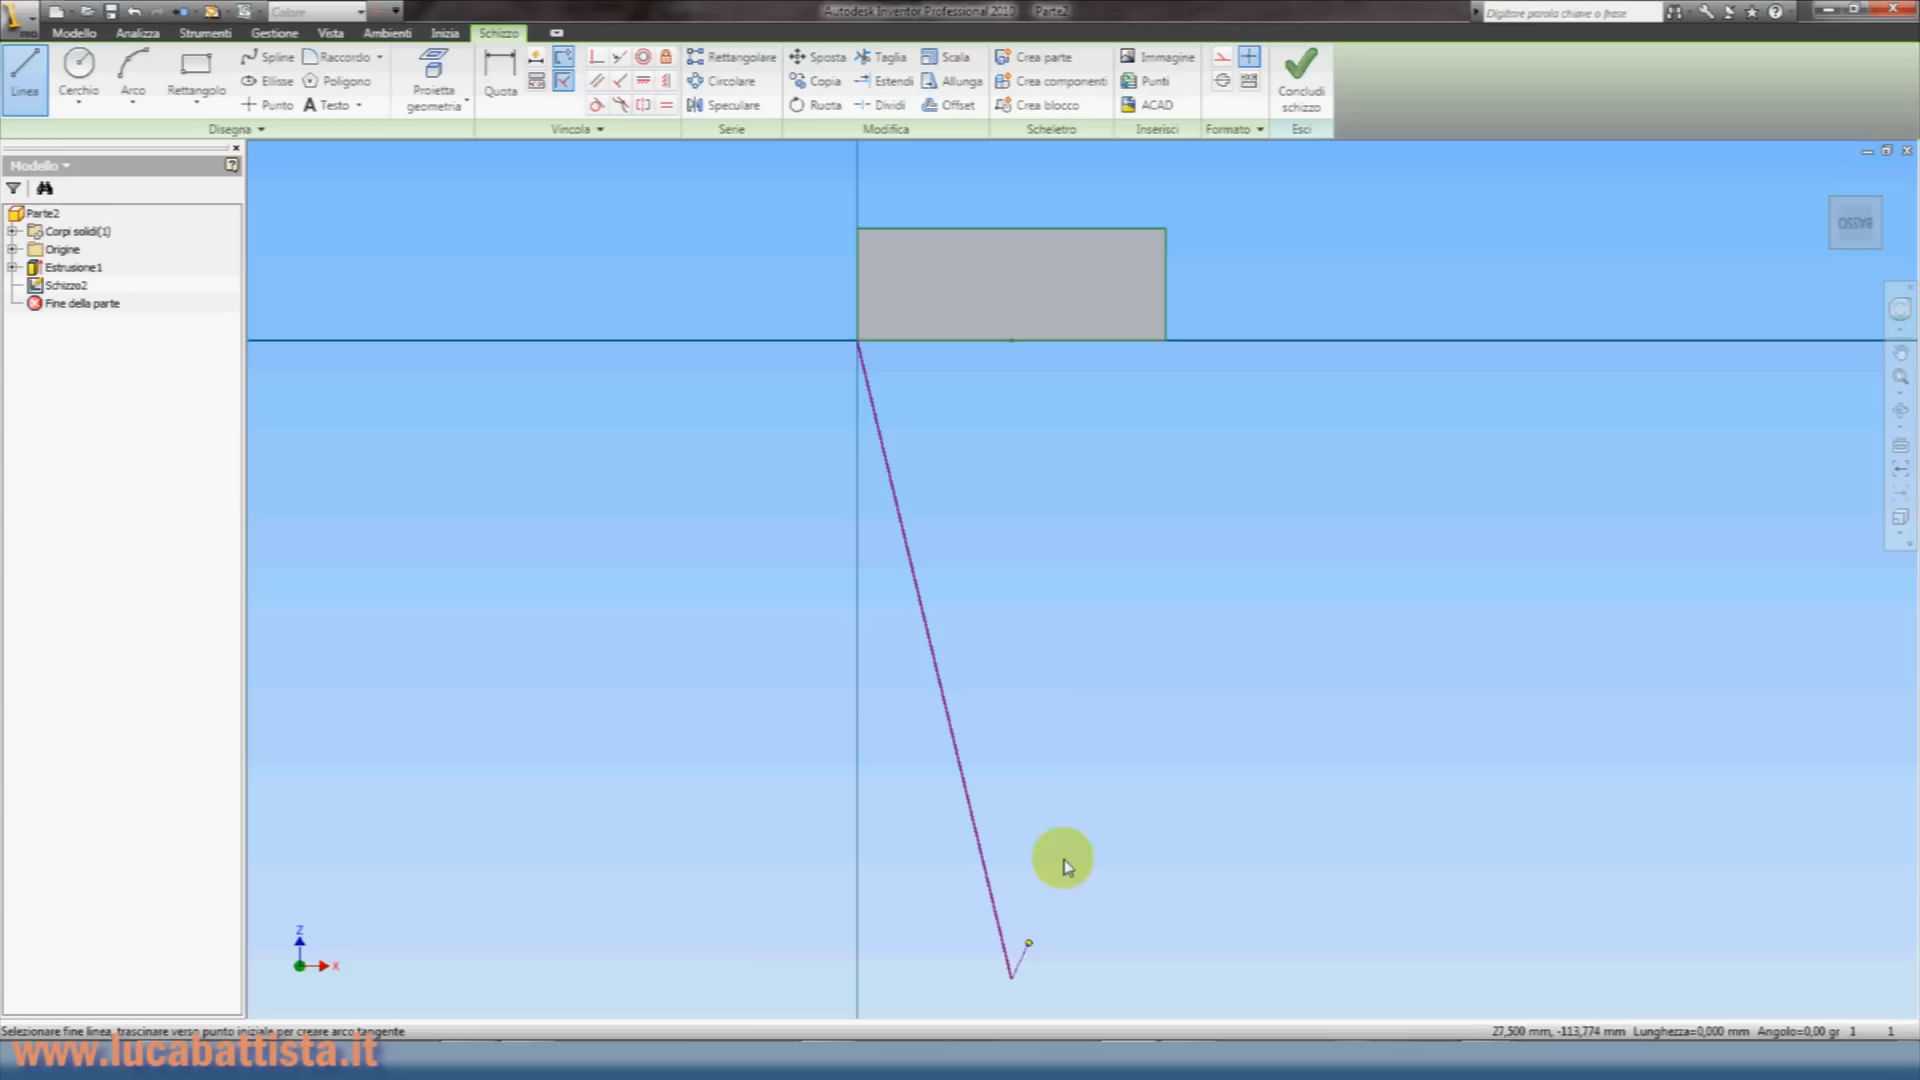 Colore
Autodesk Inventor Professional 2010 Parte2
Digitare parola chiave o frase
PRO
Modello Analizza Strumenti Gestione Vista Ambienti Inizia Schizzo
Linea Cerchio Arco Rettangolo
Spline Raccordo
Ellisse Poligono
Punto A Testo
Proietta geometria
Quota
Rettangolare
Circolare
Speculare
Sposta Taglia Scala
Copia Estendi Allunga
Ruota Dividi Offset
Crea parte
Crea componenti
Crea blocco
Immagine
Punti
ACAD
Concludi schizzo
Disegna Vincola Serie Modifica Scheletro Inserisci Formato Esci
Modello
Parte2
Corpi solidi(1)
Origine
Estrusione1
Schizzo2
Fine della parte
BASSO
Z
X
Selezionare fine linea, trascinare verso punto iniziale per creare arco tangente
27,500 mm, -113,774 mm Lunghezza=0,000 mm Angolo=0,00 gr 1 1
www.lucabattista.it